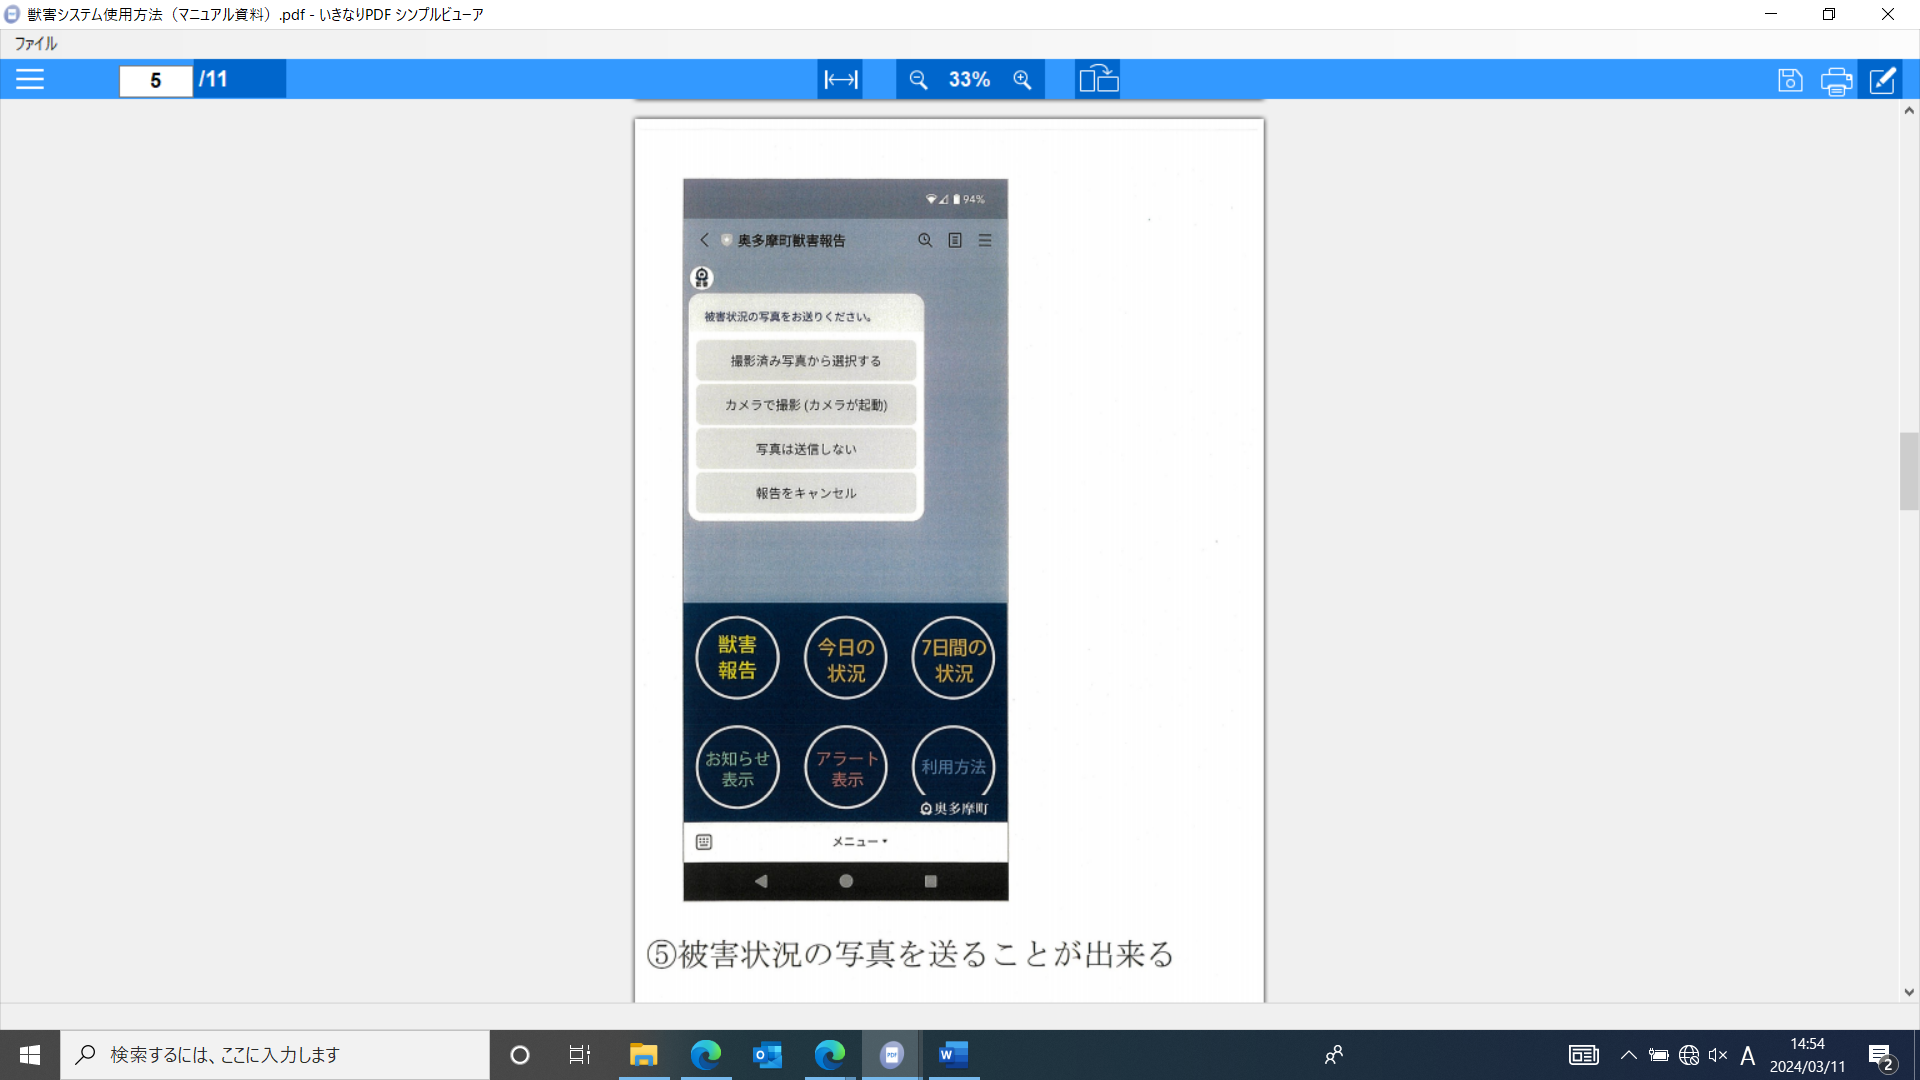 獣害システム使用方法（マニュアル資料）.pdf - いきなりPDF シンプルビューア
ファイル
5 /11
33%
94%
奥多摩町獣害報告
被害状況の写真をお送りください。
撮影済み写真から選択する
カメラで撮影 (カメラが起動)
写真は送信しない
報告をキャンセル
獣害
報告
今日の
状況
7日間の
状況
お知らせ
表示
アラート
表示
利用方法
奥多摩町
メニュー
⑤被害状況の写真を送ることが出来る
検索するには、ここに入力します
A
14:54
2024/03/11
2